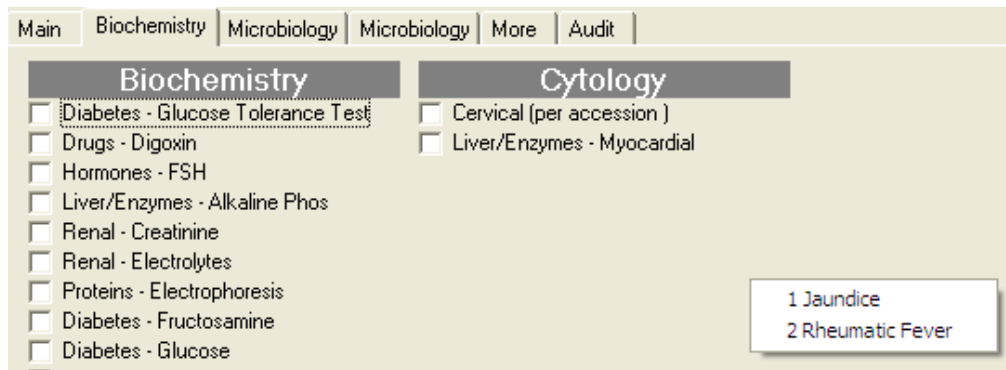 Main Biochemistry Microbiology Microbiology More Audit
Biochemistry
Diabetes - Glucose Tolerance Test
Drugs - Digoxin
Hormones - FSH
Liver/Enzymes - Alkaline Phos
Renal - Creatinine
Renal - Electrolytes
Proteins - Electrophoresis
Diabetes - Fructosamine
Diabetes - Glucose
Cytology
Cervical (per accession )
Liver/Enzymes - Myocardial
1 Jaundice
2 Rheumatic Fever